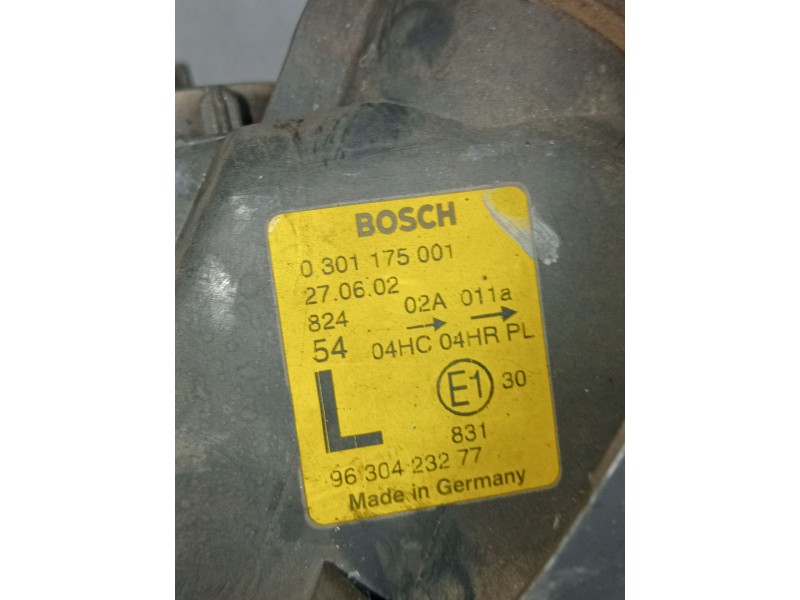 BOSCH
0 301 175 001
27.06.02
824 02A 011a
54 04HC 04HR PL
L E1 30
831
96 304 232 77
Made in Germany